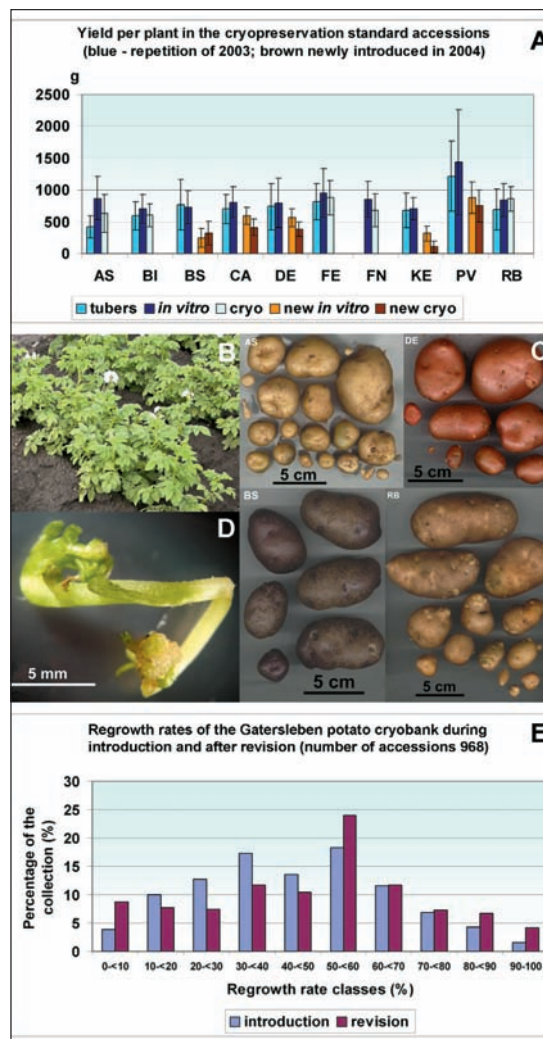 Yield per plant in the cryopreservation standard accessions
(blue - repetition of 2003; brown newly introduced in 2004)
A
g
2500
2000
1500
1000
500
0
AS BI BS CA DE FE FN KE PV RB
tubers in vitro cryo new in vitro new cryo
B
AS
5 cm
DE
C
5 cm
D
5 mm
BS
5 cm
RB
5 cm
Regrowth rates of the Gatersleben potato cryobank during
introduction and after revision (number of accessions 968)
E
Percentage of the
collection (%)
30
25
20
15
10
5
0
0-<10 10-<20 20-<30 30-<40 40-<50 50-<60 60-<70 70-<80 80-<90 90-100
Regrowth rate classes (%)
introduction revision